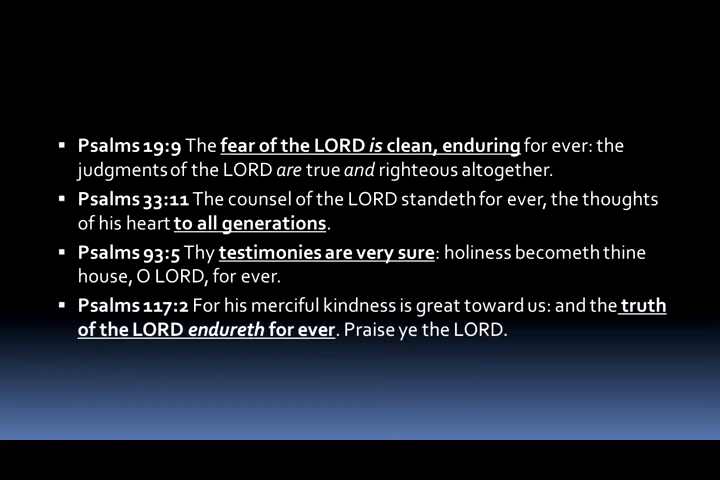 ▪ Psalms 19:9 The fear of the LORD is clean, enduring for ever: the
judgments of the LORD are true and righteous altogether.
▪ Psalms 33:11 The counsel of the LORD standeth for ever, the thoughts
of his heart to all generations.
▪ Psalms 93:5 Thy testimonies are very sure: holiness becometh thine
house, O LORD, for ever.
▪ Psalms 117:2 For his merciful kindness is great toward us: and the truth
of the LORD endureth for ever. Praise ye the LORD.